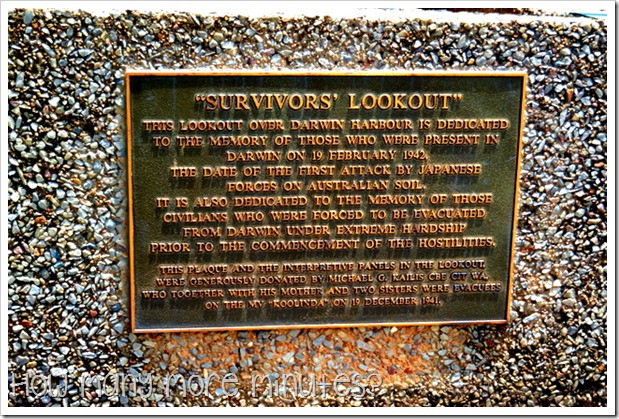 "SURVIVORS' LOOKOUT"
THIS LOOKOUT OVER DARWIN HARBOUR IS DEDICATED
TO THE MEMORY OF THOSE WHO WERE PRESENT IN
DARWIN ON 19 FEBRUARY 1942.
THE DATE OF THE FIRST ATTACK BY JAPANESE
FORCES ON AUSTRALIAN SOIL.
IT IS ALSO DEDICATED TO THE MEMORY OF THOSE
CIVILIANS WHO WERE FORCED TO BE EVACUATED
FROM DARWIN UNDER EXTREME HARDSHIP
PRIOR TO THE COMMENCEMENT OF THE HOSTILITIES.
THIS PLAQUE AND THE INTERPRETIVE PANELS IN THE LOOKOUT,
WERE GENEROUSLY DONATED BY MICHAEL G. KAILIS CBE CIT WA.
WHO TOGETHER WITH HIS MOTHER AND TWO SISTERS WERE EVACUEES
ON THE MV "KOOLINDA" ON 19 DECEMBER 1941.
How many more minutes?